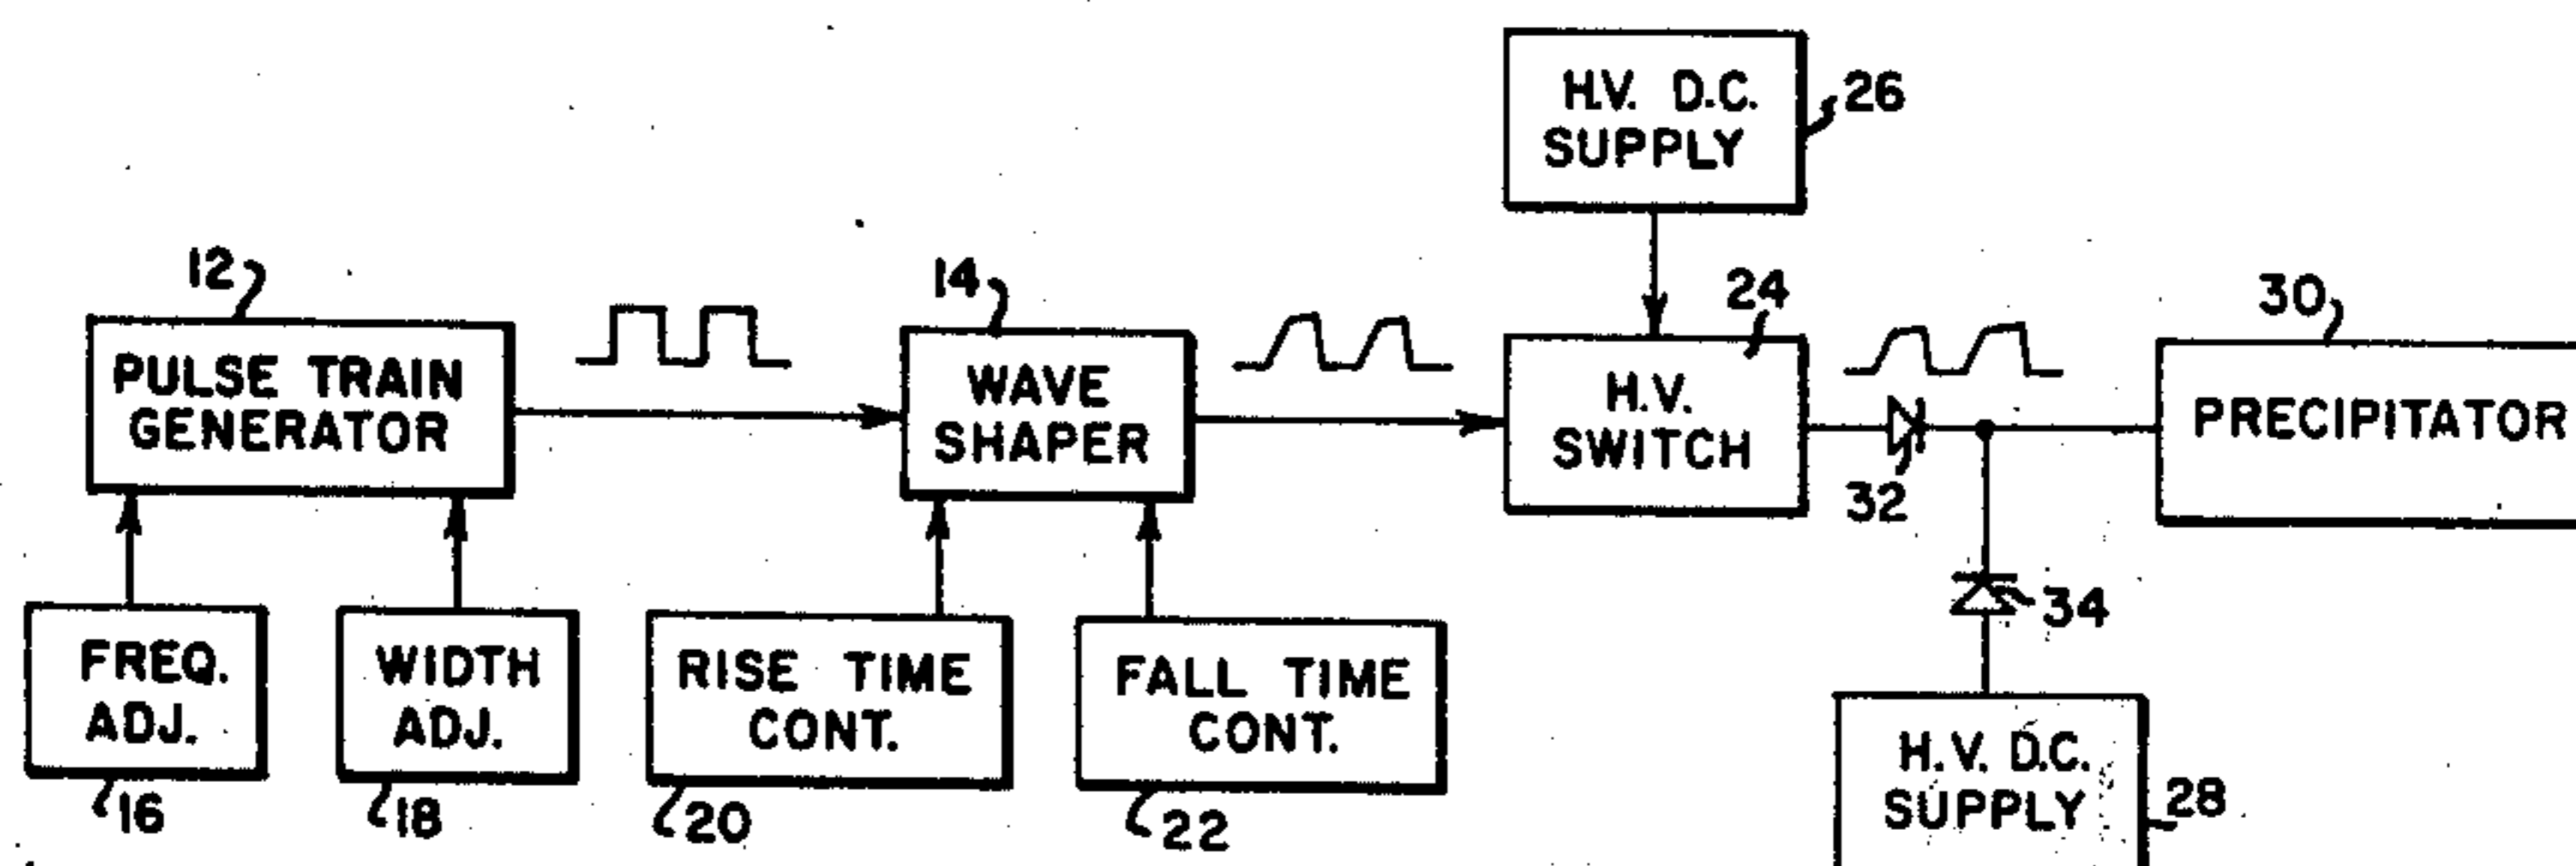 H.V. D.C.
SUPPLY
26
12
14
24
30
PULSE TRAIN
GENERATOR
WAVE
SHAPER
H.V.
SWITCH
PRECIPITATOR
32
34
FREQ.
ADJ.
WIDTH
ADJ.
RISE TIME
CONT.
FALL TIME
CONT.
H.V. D.C.
SUPPLY
28
16
18
20
22